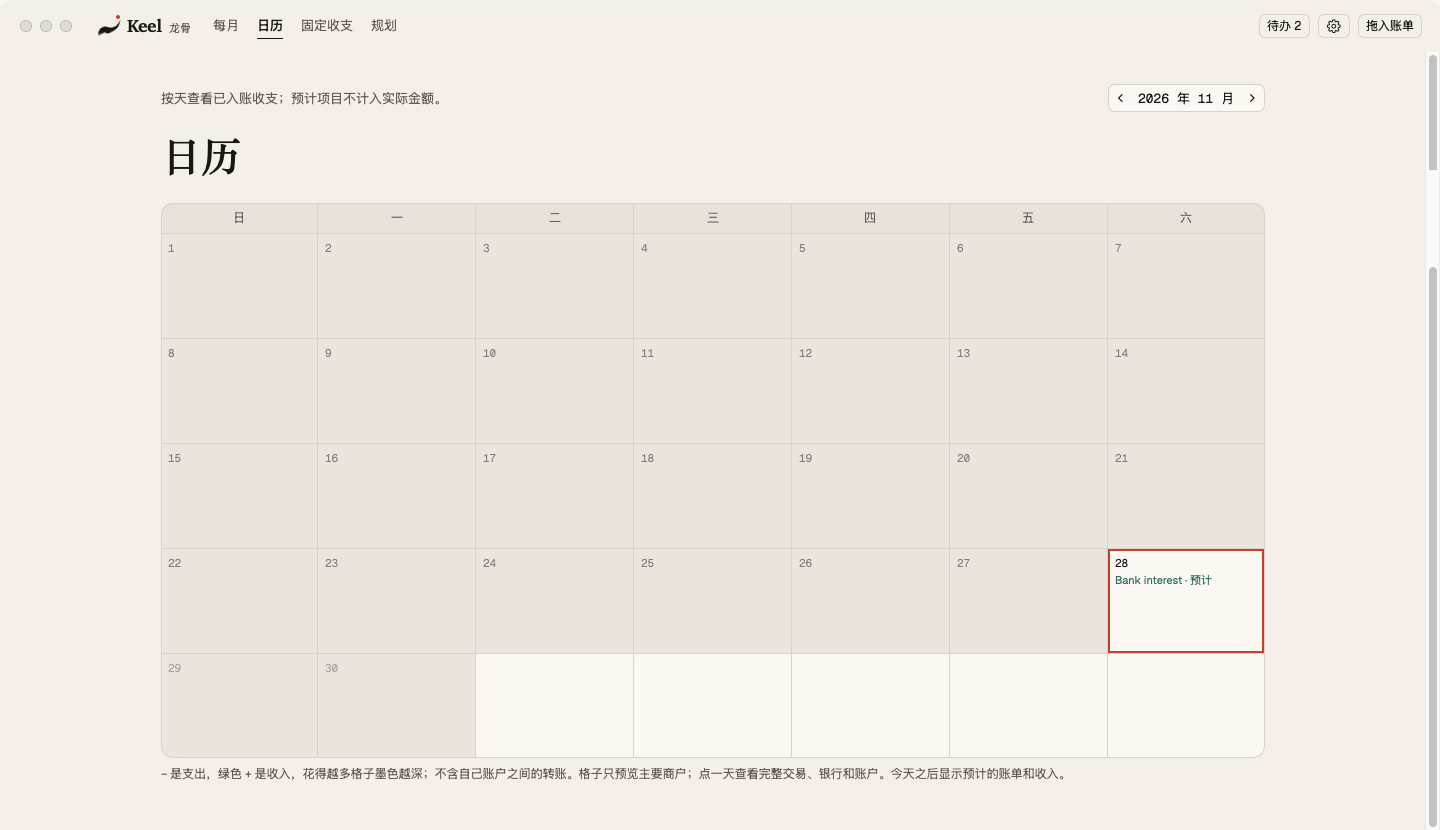 Keel 龙骨 每月 日历 固定收支 规划 待办 2 拖入账单
按天查看已入账收支；预计项目不计入实际金额。 2026 年 11 月
日历
日 一 二 三 四 五 六
1 2 3 4 5 6 7
8 9 10 11 12 13 14
15 16 17 18 19 20 21
22 23 24 25 26 27 28
Bank interest · 预计
29 30
– 是支出，绿色 + 是收入，花得越多格子墨色越深；不含自己账户之间的转账。格子只预览主要商户；点一天查看完整交易、银行和账户。今天之后显示预计的账单和收入。